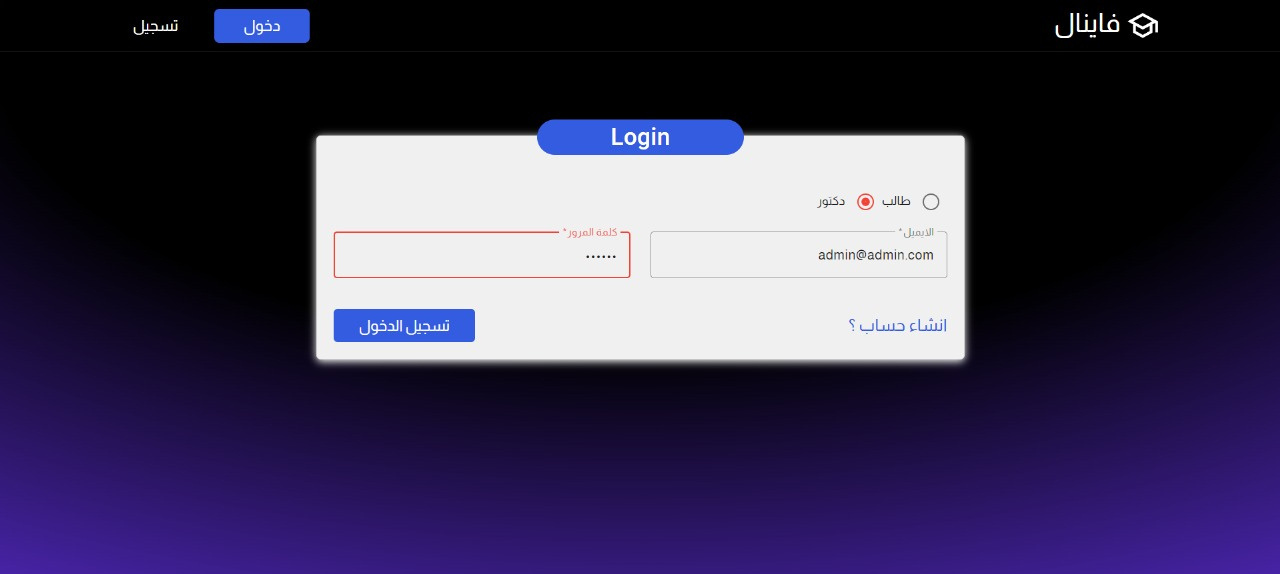 فاينال
دخول
تسجيل
Login
طالب
دكتور
الايميل *
admin@admin.com
كلمة المرور *
••••••
انشاء حساب ؟
تسجيل الدخول